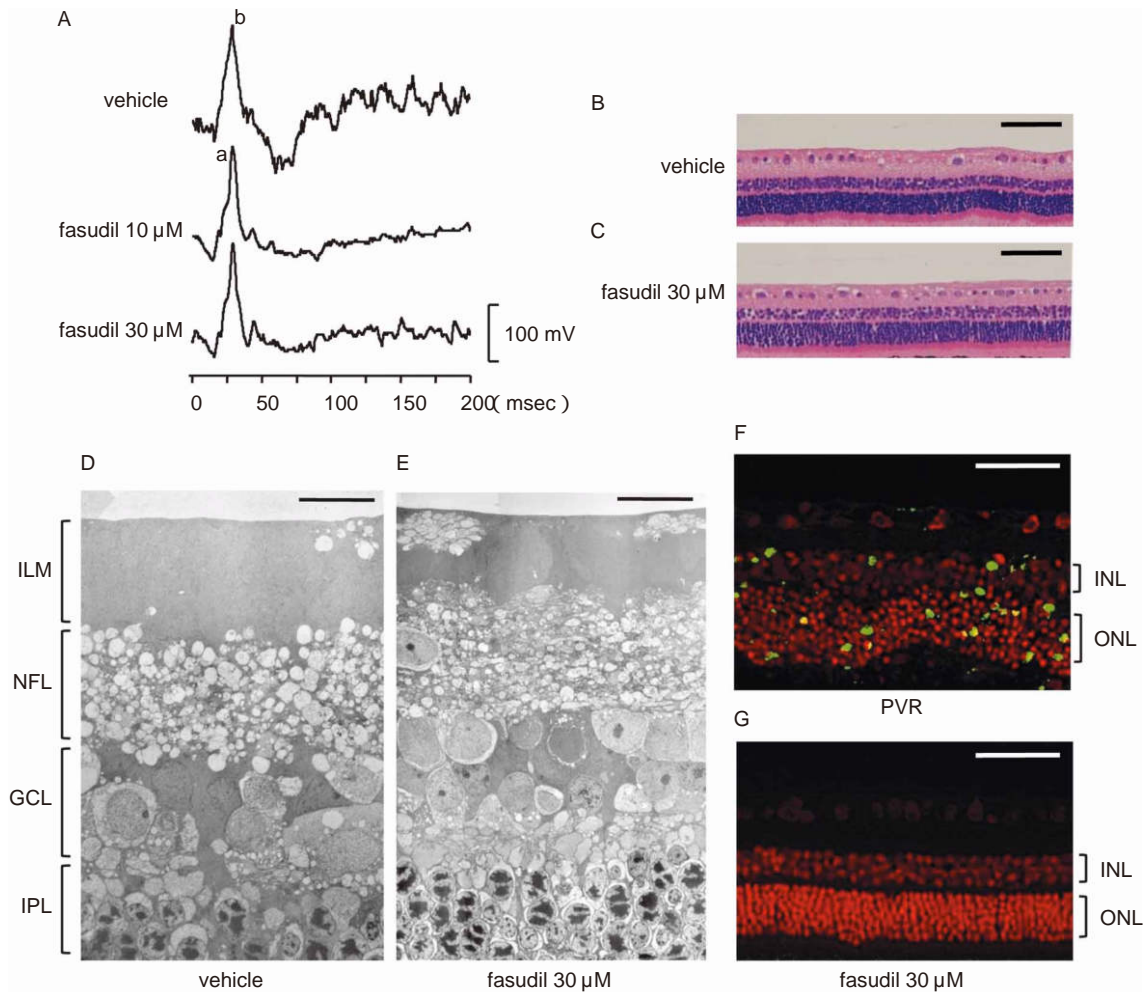 A
b
vehicle
a
fasudil 10 µM
fasudil 30 µM
100 mV
0 50 100 150 200 ( msec )
B
vehicle
C
fasudil 30 µM
D
ILM
NFL
GCL
IPL
vehicle
E
fasudil 30 µM
F
INL
ONL
PVR
G
INL
ONL
fasudil 30 µM